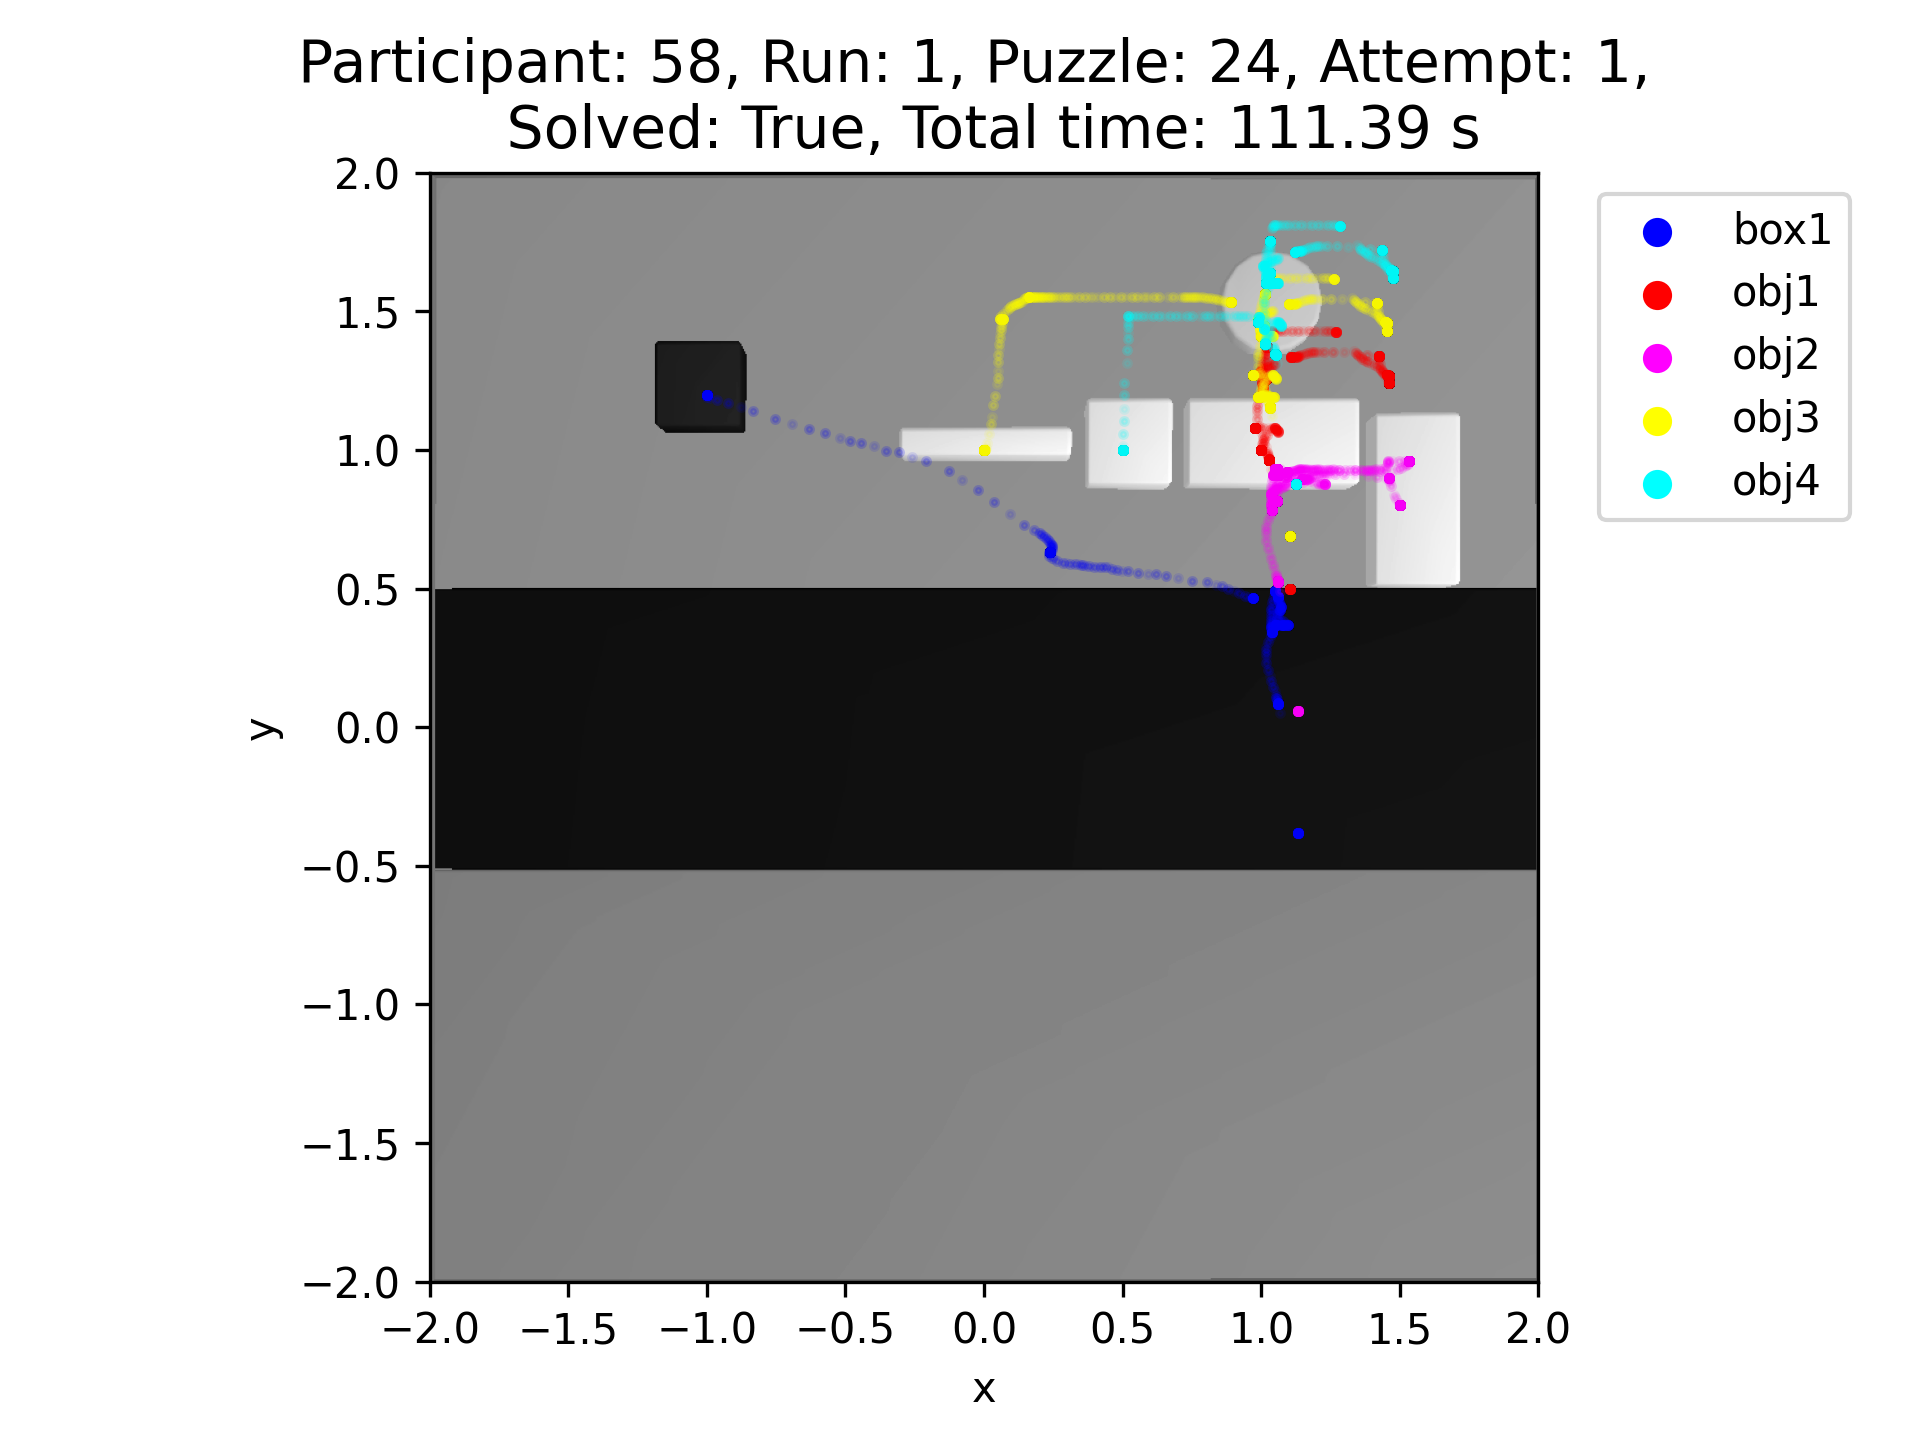 Participant: 58, Run: 1, Puzzle: 24, Attempt: 1,
Solved: True, Total time: 111.39 s
2.0
1.5
1.0
0.5
0.0
−0.5
−1.0
−1.5
−2.0
y
−2.0 −1.5 −1.0 −0.5 0.0 0.5 1.0 1.5 2.0
x
box1
obj1
obj2
obj3
obj4